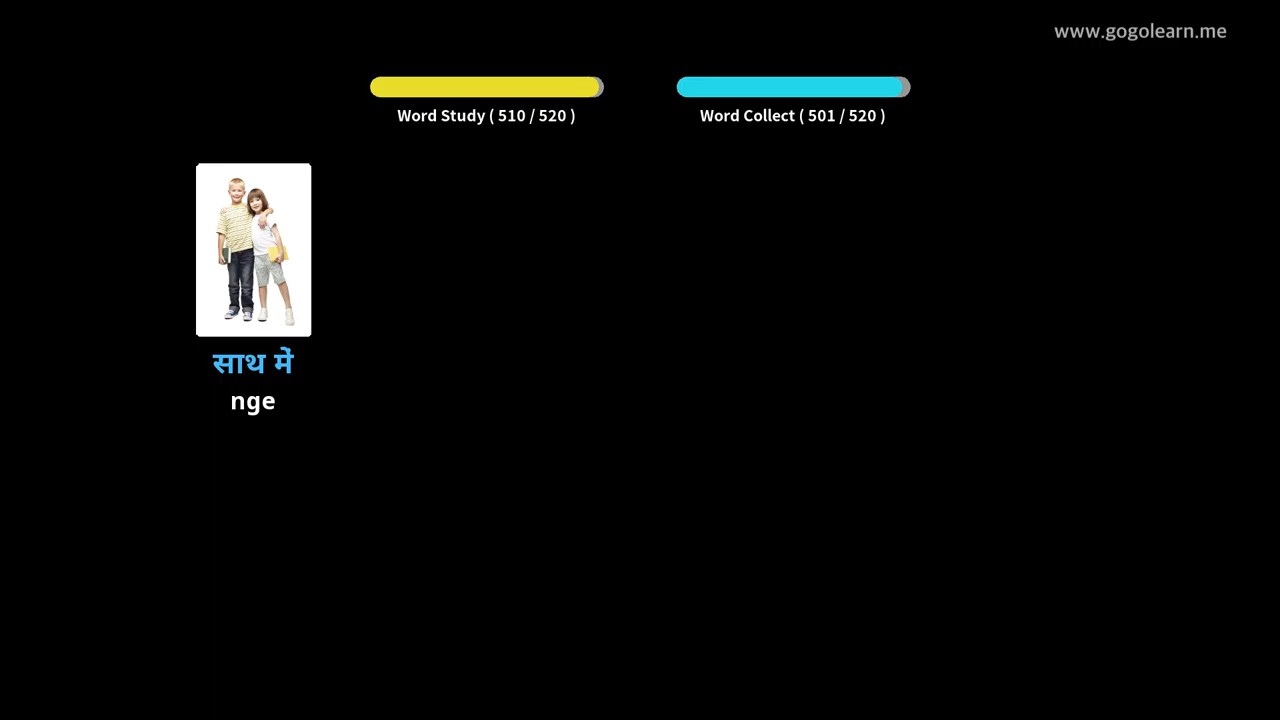 www.gogolearn.me
Word Study ( 510 / 520 )
Word Collect ( 501 / 520 )
साथ में
nge